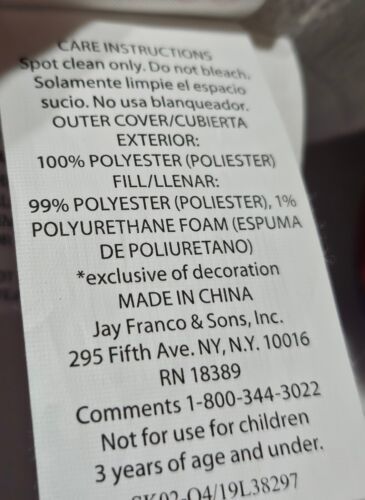 CARE INSTRUCTIONS
Spot clean only. Do not bleach.
Solamente limpie el espacio
sucio. No usa blanqueador.
OUTER COVER/CUBIERTA
EXTERIOR:
100% POLYESTER (POLIESTER)
FILL/LLENAR:
99% POLYESTER (POLIESTER), 1%
POLYURETHANE FOAM (ESPUMA
DE POLIURETANO)
*exclusive of decoration
MADE IN CHINA
Jay Franco & Sons, Inc.
295 Fifth Ave. NY, N.Y. 10016
RN 18389
Comments 1-800-344-3022
Not for use for children
3 years of age and under.